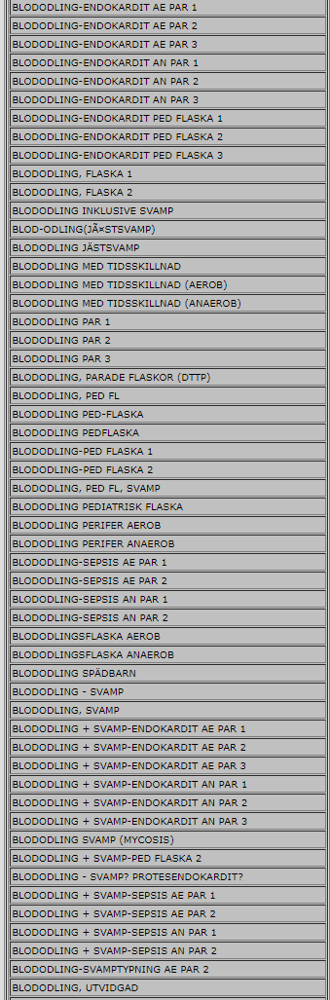 BLODODLING-ENDOKARDIT AE PAR 1
BLODODLING-ENDOKARDIT AE PAR 2
BLODODLING-ENDOKARDIT AE PAR 3
BLODODLING-ENDOKARDIT AN PAR 1
BLODODLING-ENDOKARDIT AN PAR 2
BLODODLING-ENDOKARDIT AN PAR 3
BLODODLING-ENDOKARDIT PED FLASKA 1
BLODODLING-ENDOKARDIT PED FLASKA 2
BLODODLING-ENDOKARDIT PED FLASKA 3
BLODODLING, FLASKA 1
BLODODLING, FLASKA 2
BLODODLING INKLUSIVE SVAMP
BLOD-ODLING(JÃ¤STSVAMP)
BLODODLING JÄSTSVAMP
BLODODLING MED TIDSSKILLNAD
BLODODLING MED TIDSSKILLNAD (AEROB)
BLODODLING MED TIDSSKILLNAD (ANAEROB)
BLODODLING PAR 1
BLODODLING PAR 2
BLODODLING PAR 3
BLODODLING, PARADE FLASKOR (DTTP)
BLODODLING, PED FL
BLODODLING PED-FLASKA
BLODODLING PEDFLASKA
BLODODLING-PED FLASKA 1
BLODODLING-PED FLASKA 2
BLODODLING, PED FL, SVAMP
BLODODLING PEDIATRISK FLASKA
BLODODLING PERIFER AEROB
BLODODLING PERIFER ANAEROB
BLODODLING-SEPSIS AE PAR 1
BLODODLING-SEPSIS AE PAR 2
BLODODLING-SEPSIS AN PAR 1
BLODODLING-SEPSIS AN PAR 2
BLODODLINGSFLASKA AEROB
BLODODLINGSFLASKA ANAEROB
BLODODLING SPÄDBARN
BLODODLING - SVAMP
BLODODLING, SVAMP
BLODODLING + SVAMP-ENDOKARDIT AE PAR 1
BLODODLING + SVAMP-ENDOKARDIT AE PAR 2
BLODODLING + SVAMP-ENDOKARDIT AE PAR 3
BLODODLING + SVAMP-ENDOKARDIT AN PAR 1
BLODODLING + SVAMP-ENDOKARDIT AN PAR 2
BLODODLING + SVAMP-ENDOKARDIT AN PAR 3
BLODODLING SVAMP (MYCOSIS)
BLODODLING + SVAMP-PED FLASKA 2
BLODODLING - SVAMP? PROTESENDOKARDIT?
BLODODLING + SVAMP-SEPSIS AE PAR 1
BLODODLING + SVAMP-SEPSIS AE PAR 2
BLODODLING + SVAMP-SEPSIS AN PAR 1
BLODODLING + SVAMP-SEPSIS AN PAR 2
BLODODLING-SVAMPTYPNING AE PAR 2
BLODODLING, UTVIDGAD